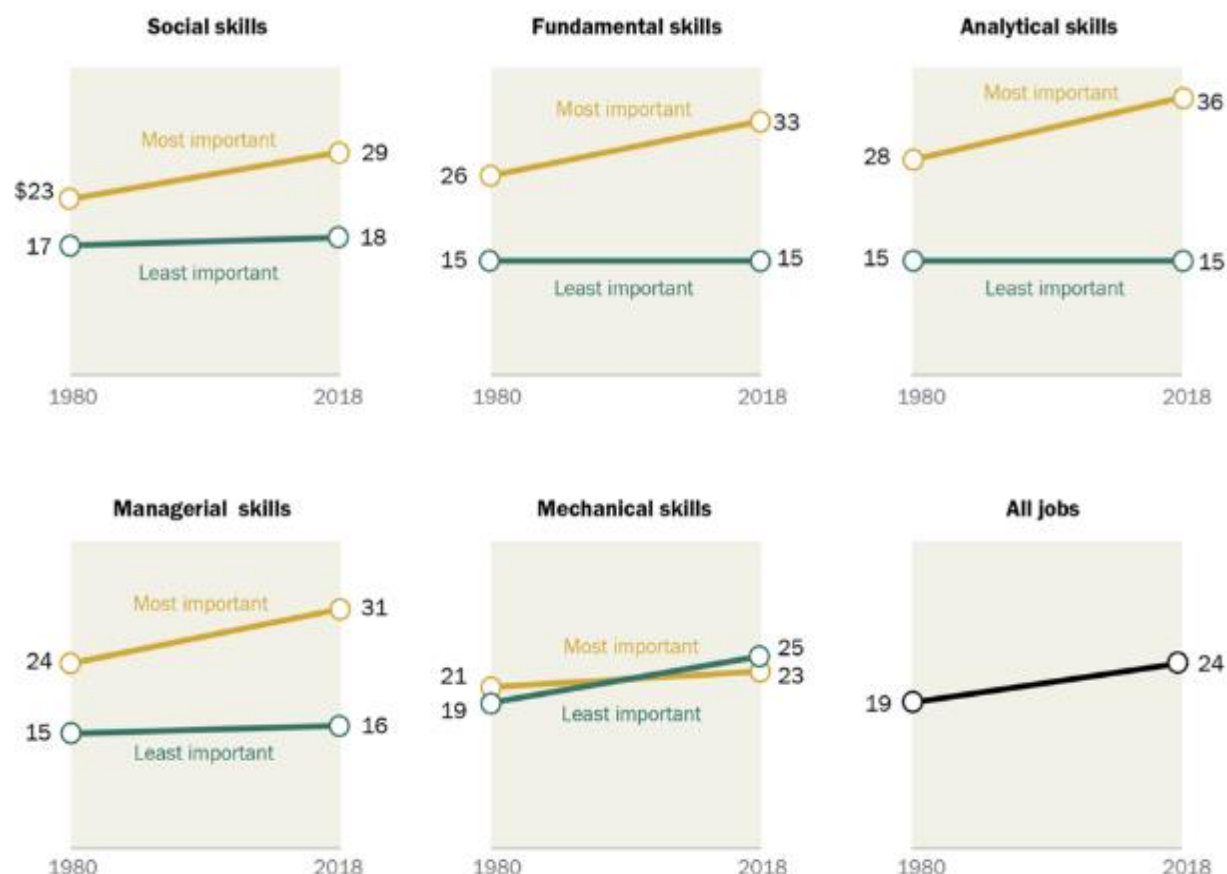 Social skills
Most important
$23
29
17
18
Least important
1980 2018
Fundamental skills
Most important
26
33
15
15
Least important
1980 2018
Analytical skills
Most important
28
36
15
15
Least important
1980 2018
Managerial skills
Most important
24
31
15
16
Least important
1980 2018
Mechanical skills
Most important
21
25
19
23
Least important
1980 2018
All jobs
19
24
1980 2018